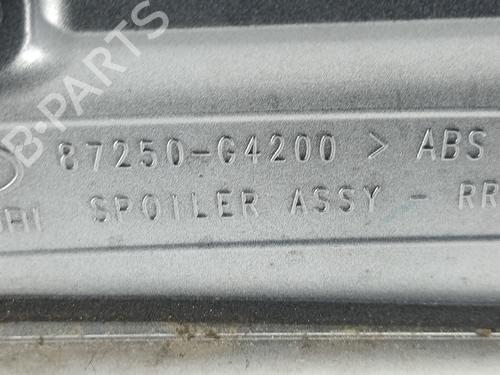 B-PARTS
87250-G4200 > ABS
SPOILER ASSY - RR